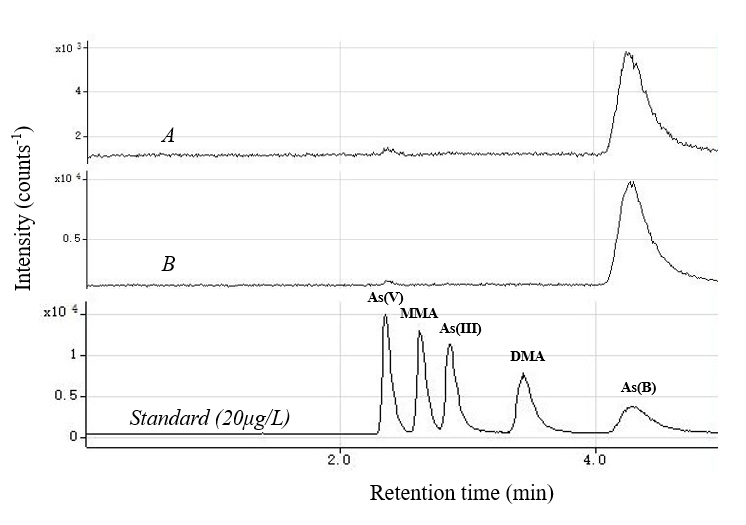 x10 3
4
2
A
x10 4
0.5
B
x10 4
1
0.5
0
As(V)
MMA
As(III)
DMA
As(B)
Standard (20µg/L)
2.0
4.0
Retention time (min)
Intensity (counts-1)